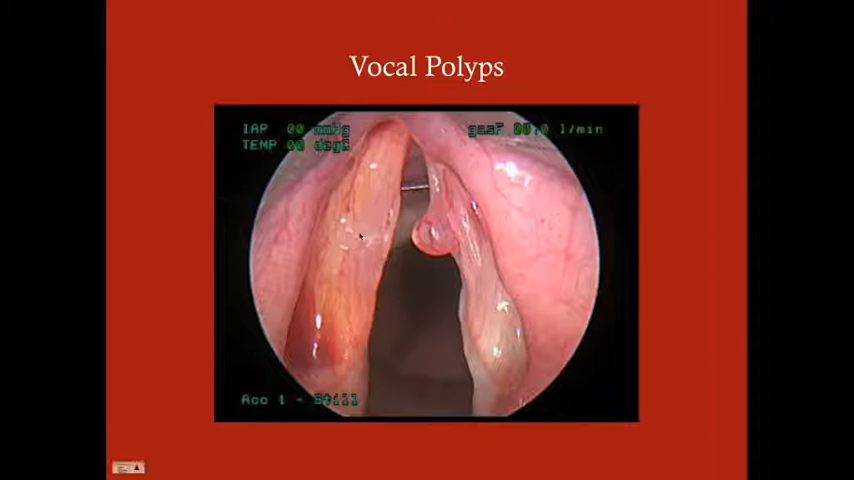 Vocal Polyps
IAP 00 mmHg
gasF 00.0 l/min
TEMP 00 degC
Acc 1 - Still